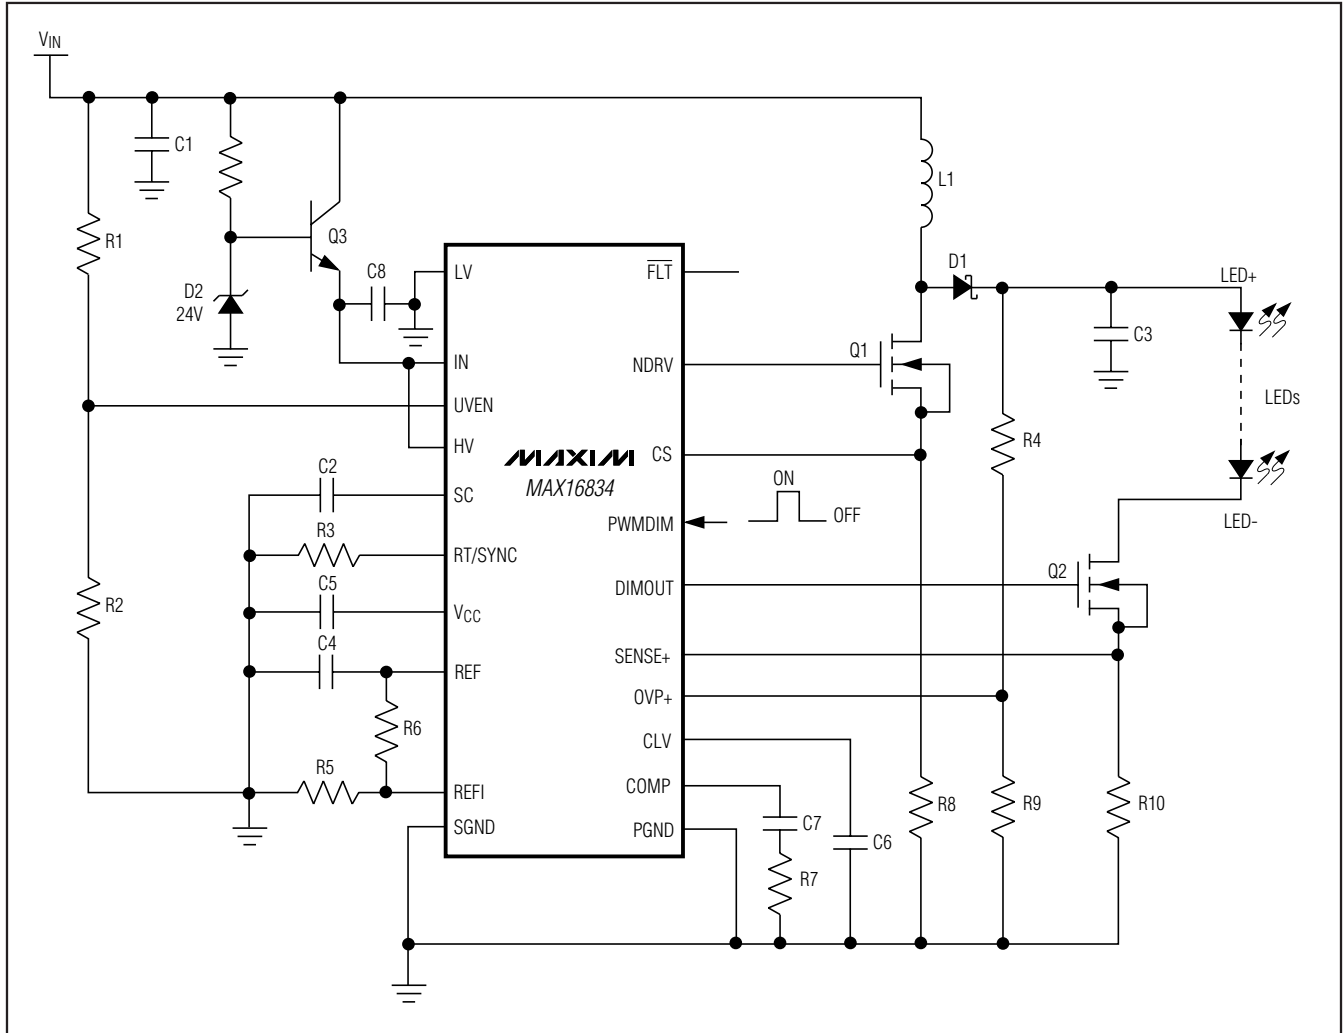 VIN
C1
R1
Q3
D2
24V
C8
L1
D1
LED+
C3
LEDs
LED-
Q1
R4
Q2
LV
IN
UVEN
HV
SC
RT/SYNC
VCC
REF
REFI
SGND
MAXIM
MAX16834
FLT
NDRV
CS
PWMDIM
DIMOUT
SENSE+
OVP+
CLV
COMP
PGND
ON
OFF
C2
R3
C5
C4
R6
R5
R2
C7
R7
C6
R8
R9
R10